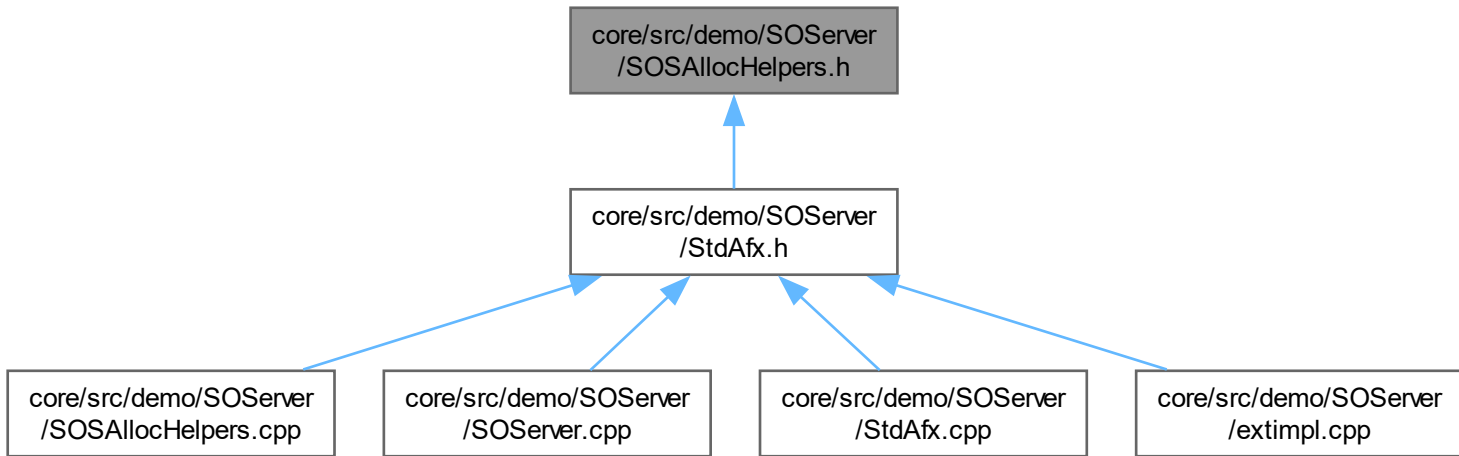 core/src/demo/SOServer
/SOSAllocHelpers.h
core/src/demo/SOServer
/StdAfx.h
core/src/demo/SOServer
/SOSAllocHelpers.cpp
core/src/demo/SOServer
/SOServer.cpp
core/src/demo/SOServer
/StdAfx.cpp
core/src/demo/SOServer
/extimpl.cpp